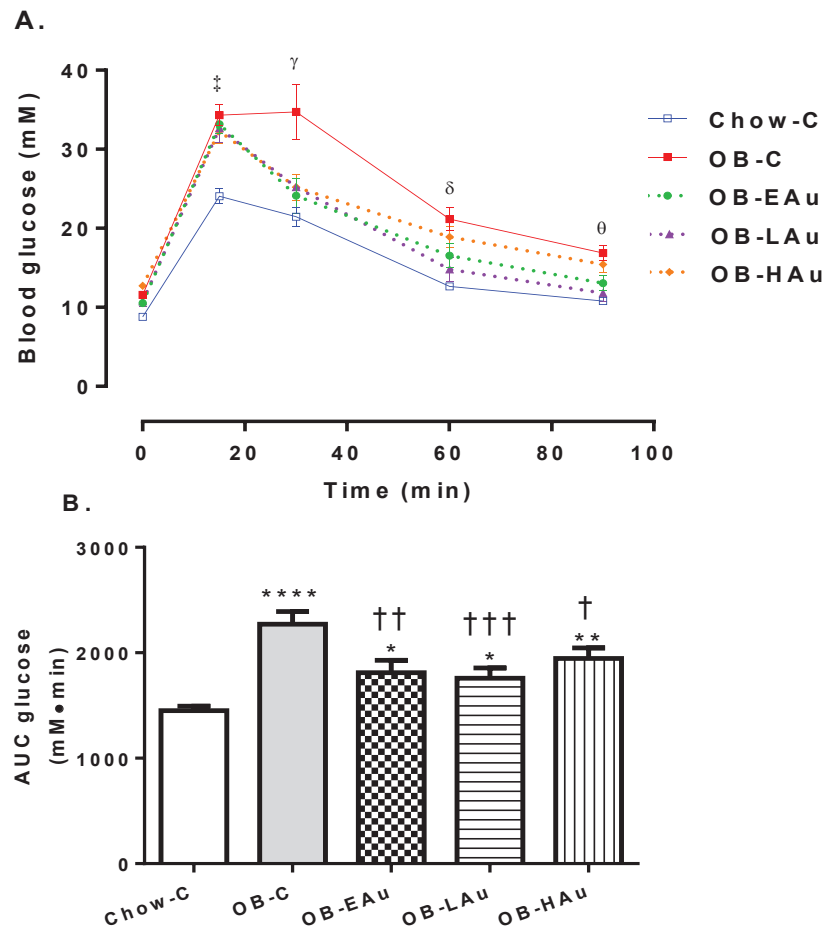 A.
‡
γ
δ
θ
40
30
20
10
0
Blood glucose (mM)
0 20 40 60 80 100
Time (min)
Chow-C
OB-C
OB-EAu
OB-LAu
OB-HAu
B.
3000
2000
1000
0
AUC glucose
(mM●min)
****
††
*
†††
*
†
**
Chow-C
OB-C
OB-EAu
OB-LAu
OB-HAu